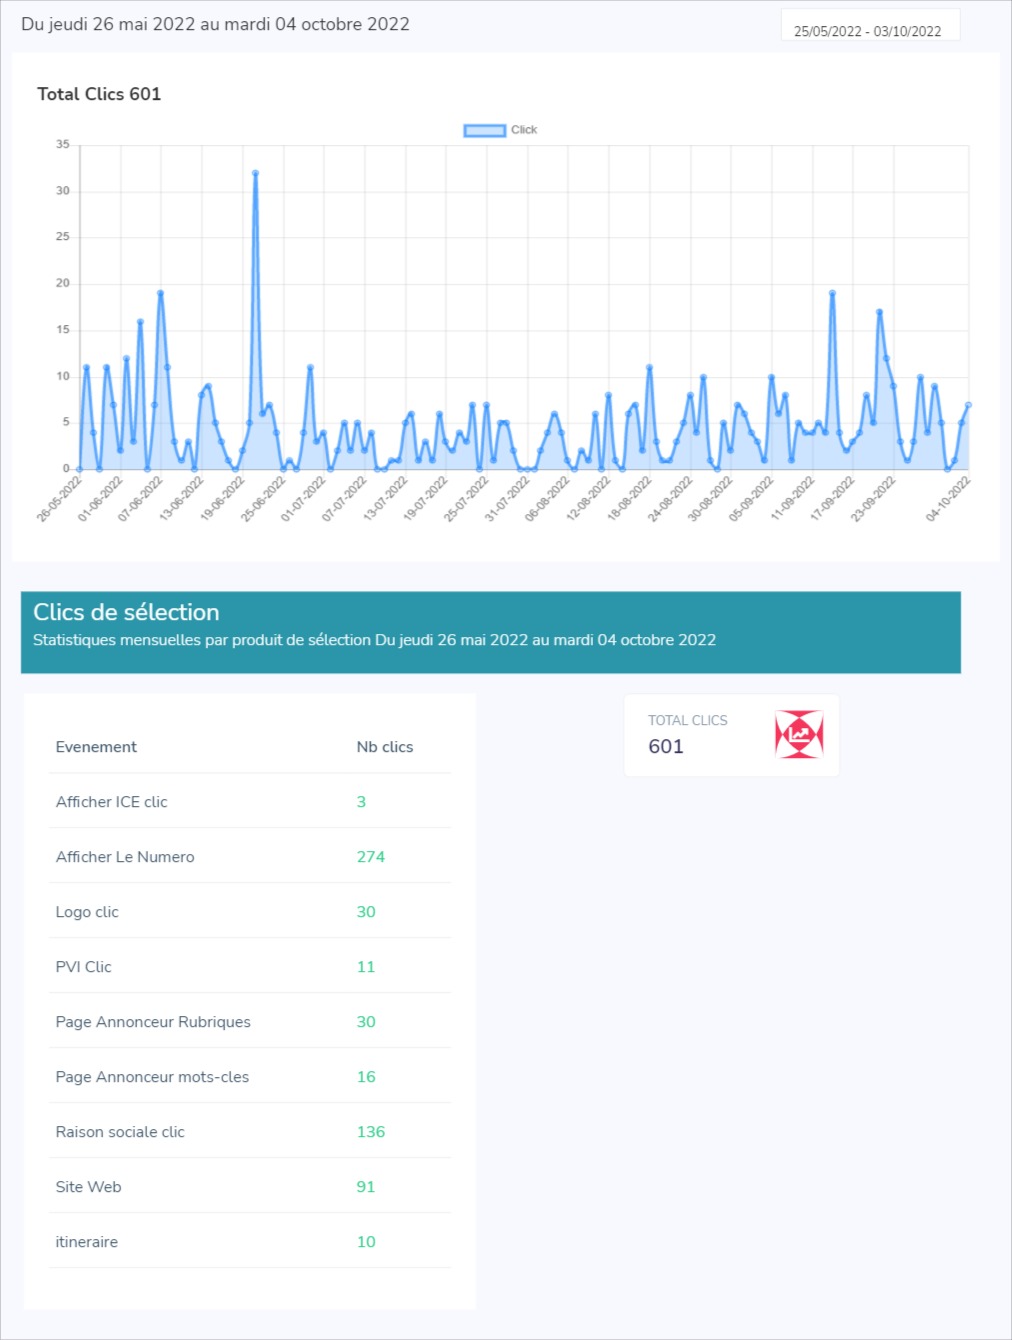 Du jeudi 26 mai 2022 au mardi 04 octobre 2022
25/05/2022 - 03/10/2022
Total Clics 601
Click
35
30
25
20
15
10
5
0
26-05-2022 01-06-2022 07-06-2022 13-06-2022 19-06-2022 25-06-2022 01-07-2022 07-07-2022 13-07-2022 19-07-2022 25-07-2022 31-07-2022 06-08-2022 12-08-2022 18-08-2022 24-08-2022 30-08-2022 05-09-2022 11-09-2022 17-09-2022 23-09-2022 04-10-2022
Clics de sélection
Statistiques mensuelles par produit de sélection Du jeudi 26 mai 2022 au mardi 04 octobre 2022
TOTAL CLICS
601
Evenement Nb clics
Afficher ICE clic 3
Afficher Le Numero 274
Logo clic 30
PVI Clic 11
Page Annonceur Rubriques 30
Page Annonceur mots-cles 16
Raison sociale clic 136
Site Web 91
itineraire 10